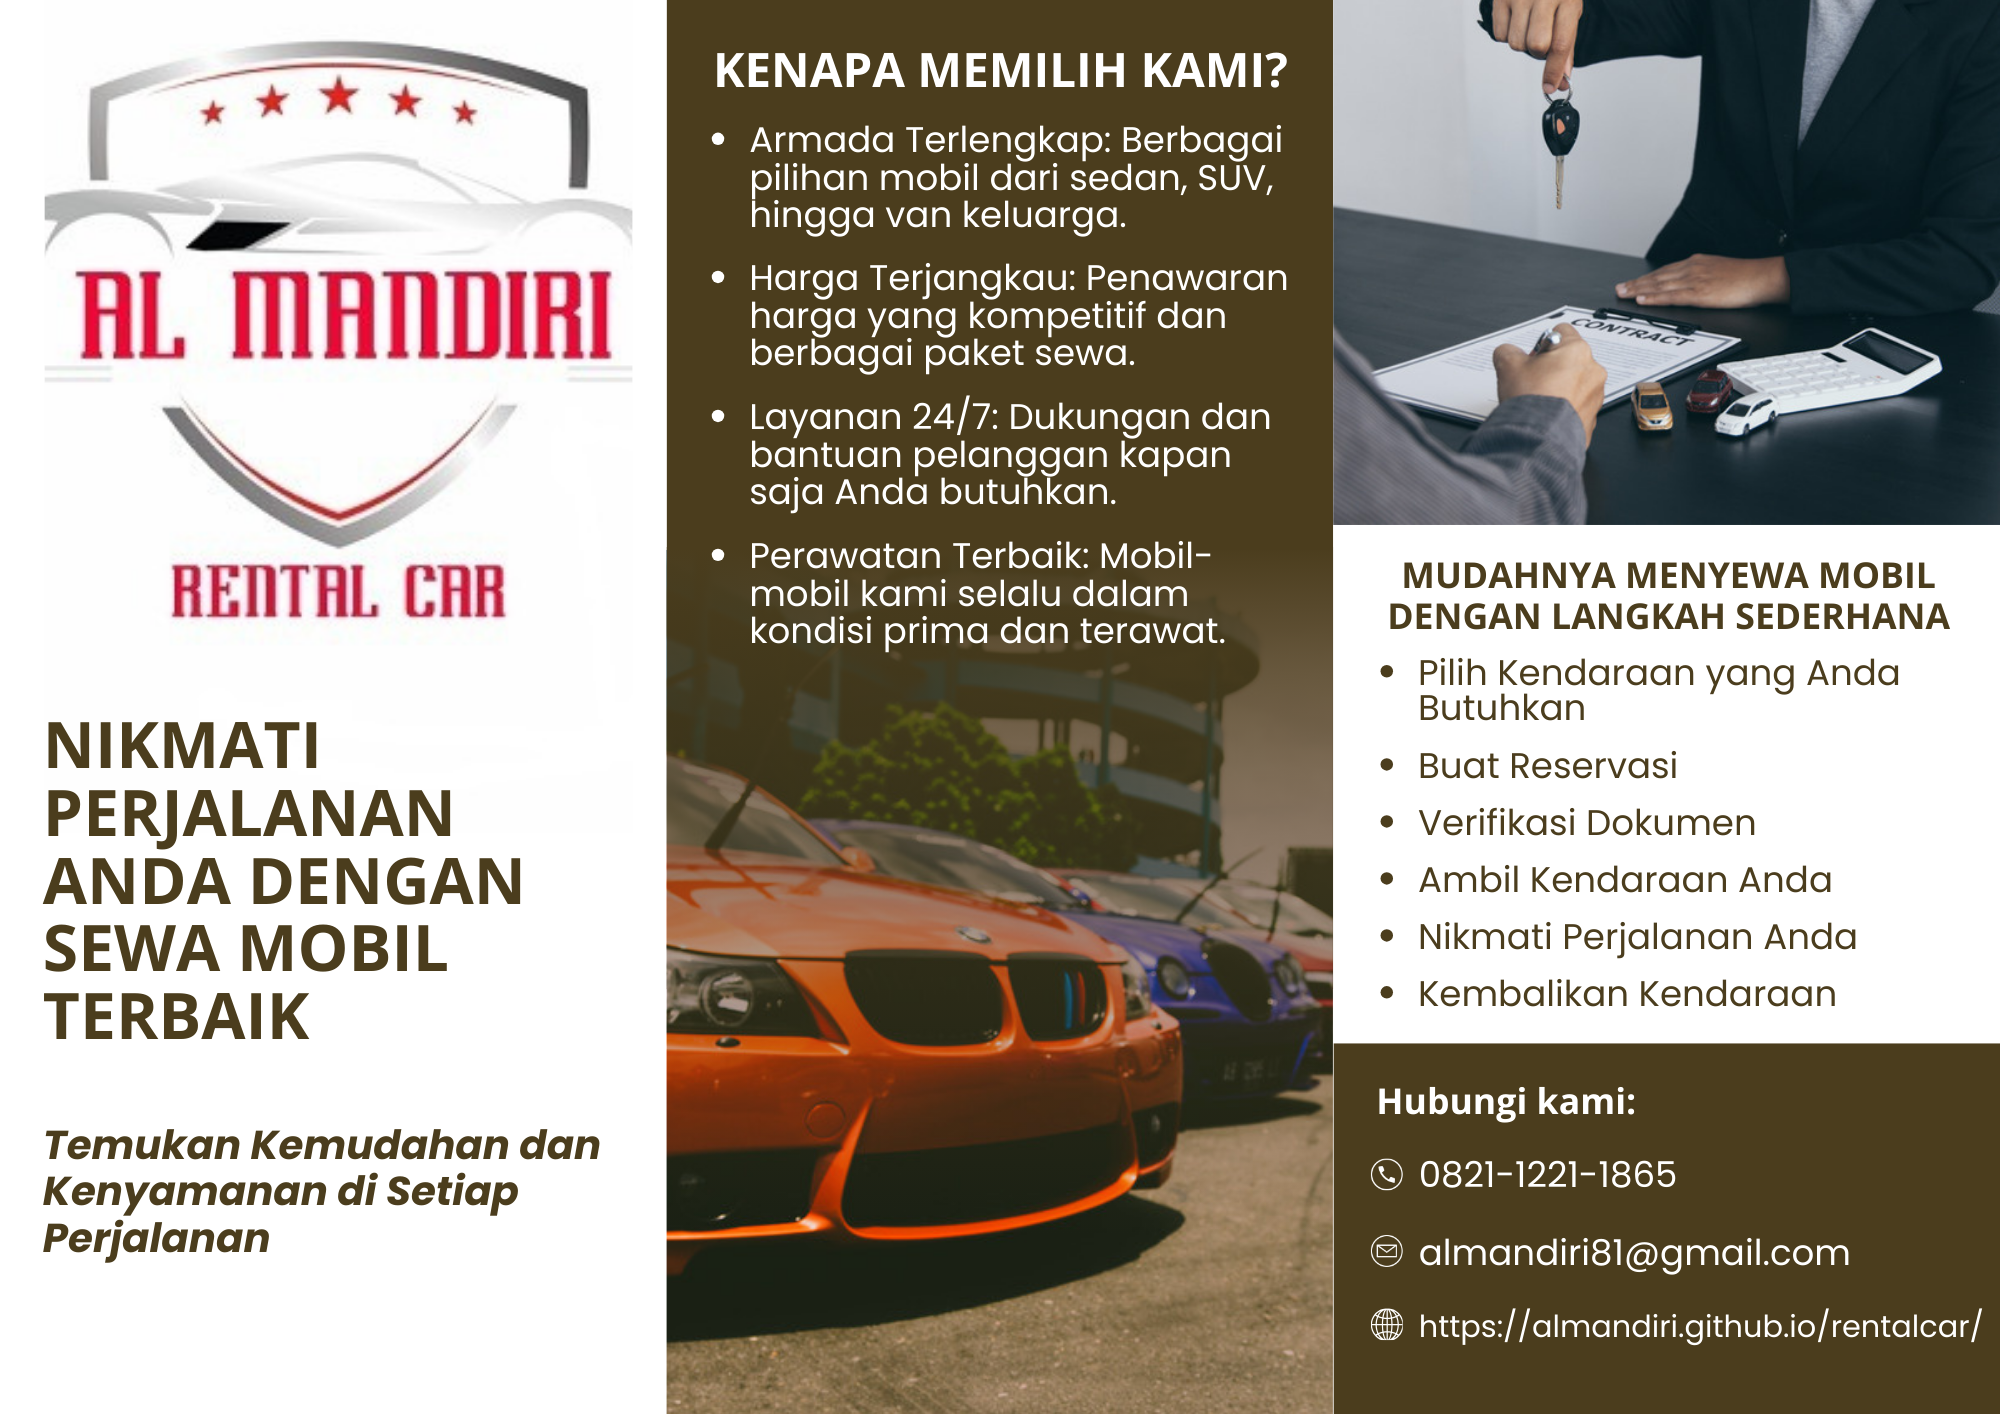 AL MANDIRI
RENTAL CAR
NIKMATI
PERJALANAN
ANDA DENGAN
SEWA MOBIL
TERBAIK
Temukan Kemudahan dan
Kenyamanan di Setiap
Perjalanan
KENAPA MEMILIH KAMI?
• Armada Terlengkap: Berbagai
pilihan mobil dari sedan, SUV,
hingga van keluarga.
• Harga Terjangkau: Penawaran
harga yang kompetitif dan
berbagai paket sewa.
• Layanan 24/7: Dukungan dan
bantuan pelanggan kapan
saja Anda butuhkan.
• Perawatan Terbaik: Mobil-
mobil kami selalu dalam
kondisi prima dan terawat.
CONTRACT
MUDAHNYA MENYEWA MOBIL
DENGAN LANGKAH SEDERHANA
• Pilih Kendaraan yang Anda
Butuhkan
• Buat Reservasi
• Verifikasi Dokumen
• Ambil Kendaraan Anda
• Nikmati Perjalanan Anda
• Kembalikan Kendaraan
Hubungi kami:
0821-1221-1865
almandiri81@gmail.com
https://almandiri.github.io/rentalcar/